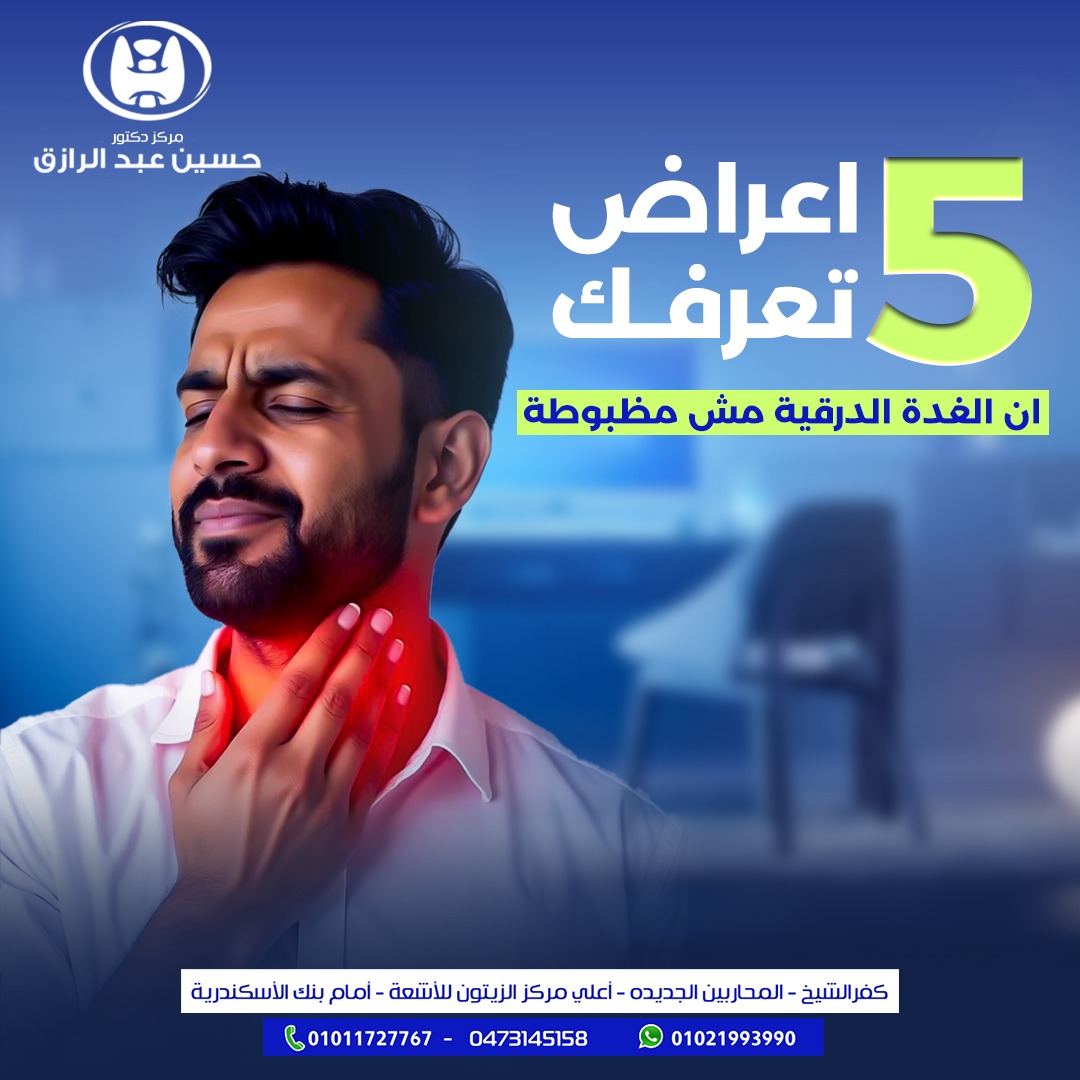 مركز دكتور
حسين عبد الرازق
5 اعراض
تعرفك
ان الغدة الدرقية مش مظبوطة
كفرالشيخ - المحاربين الجديده - أعلي مركز الزيتون للأشعة - أمام بنك الأسكندرية
01011727767 - 0473145158 01021993990